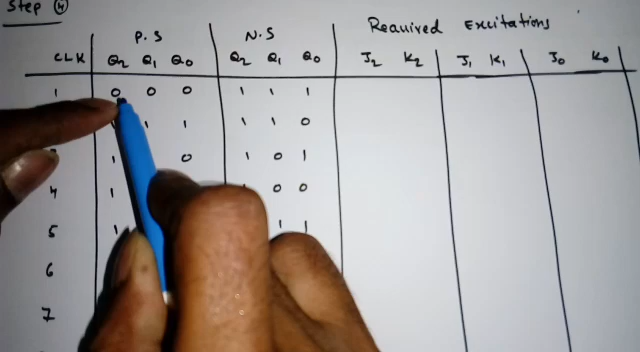 Step ④
P.S N.S Required Excitations
CLK Q₂ Q₁ Q₀ Q₂ Q₁ Q₀ J₂ K₂ J₁ K₁ J₀ K₀
1 0 0 0 1 1 1
1 1 1 1 0
1 0 1 0 1
4 1 0 0
5 1 1 1
6
7